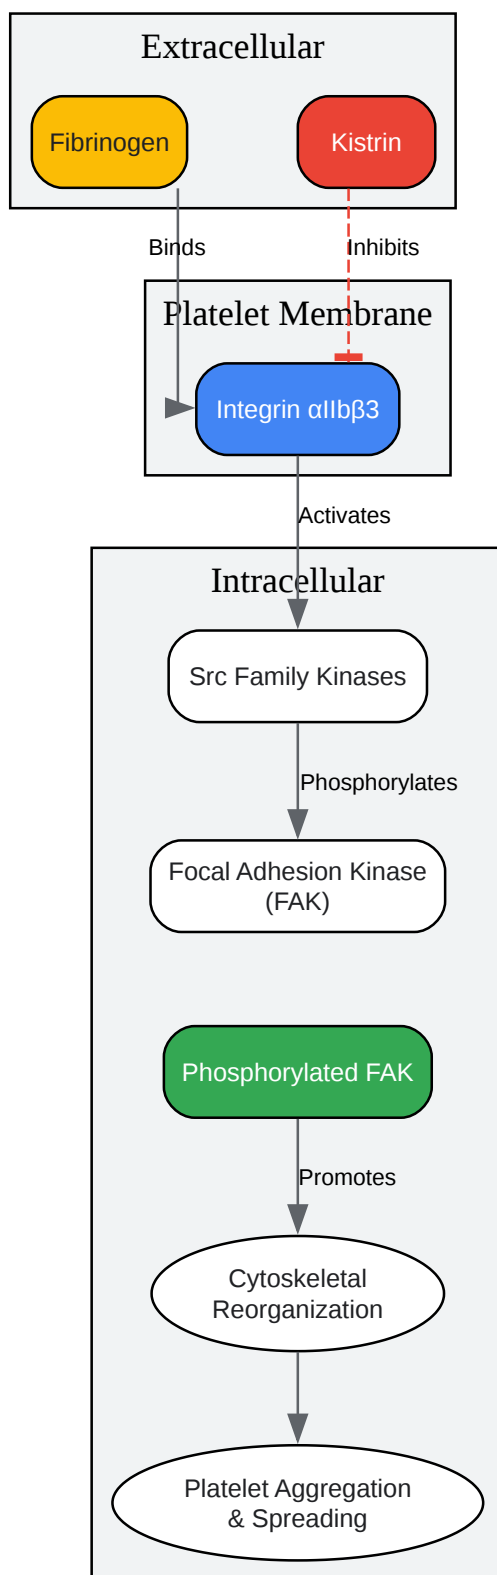 Extracellular
Fibrinogen
Kistrin
Binds
Inhibits
Platelet Membrane
Integrin αIIbβ3
Activates
Intracellular
Src Family Kinases
Phosphorylates
Focal Adhesion Kinase
(FAK)
Phosphorylated FAK
Promotes
Cytoskeletal
Reorganization
Platelet Aggregation
& Spreading